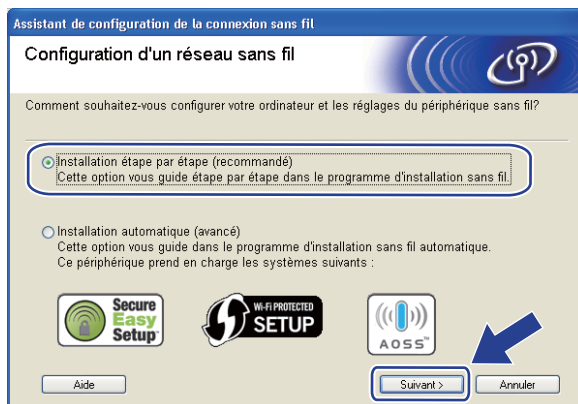 Assistant de configuration de la connexion sans fil
Configuration d'un réseau sans fil
Comment souhaitez-vous configurer votre ordinateur et les réglages du périphérique sans fil?
Installation étape par étape (recommandé)
Cette option vous guide étape par étape dans le programme d'installation sans fil.
Installation automatique (avancé)
Cette option vous guide dans le programme d'installation sans fil automatique.
Ce périphérique prend en charge les systèmes suivants :
Secure
Easy
Setup™
Wi-Fi PROTECTED
SETUP
AOSS™
Aide
Suivant >
Annuler